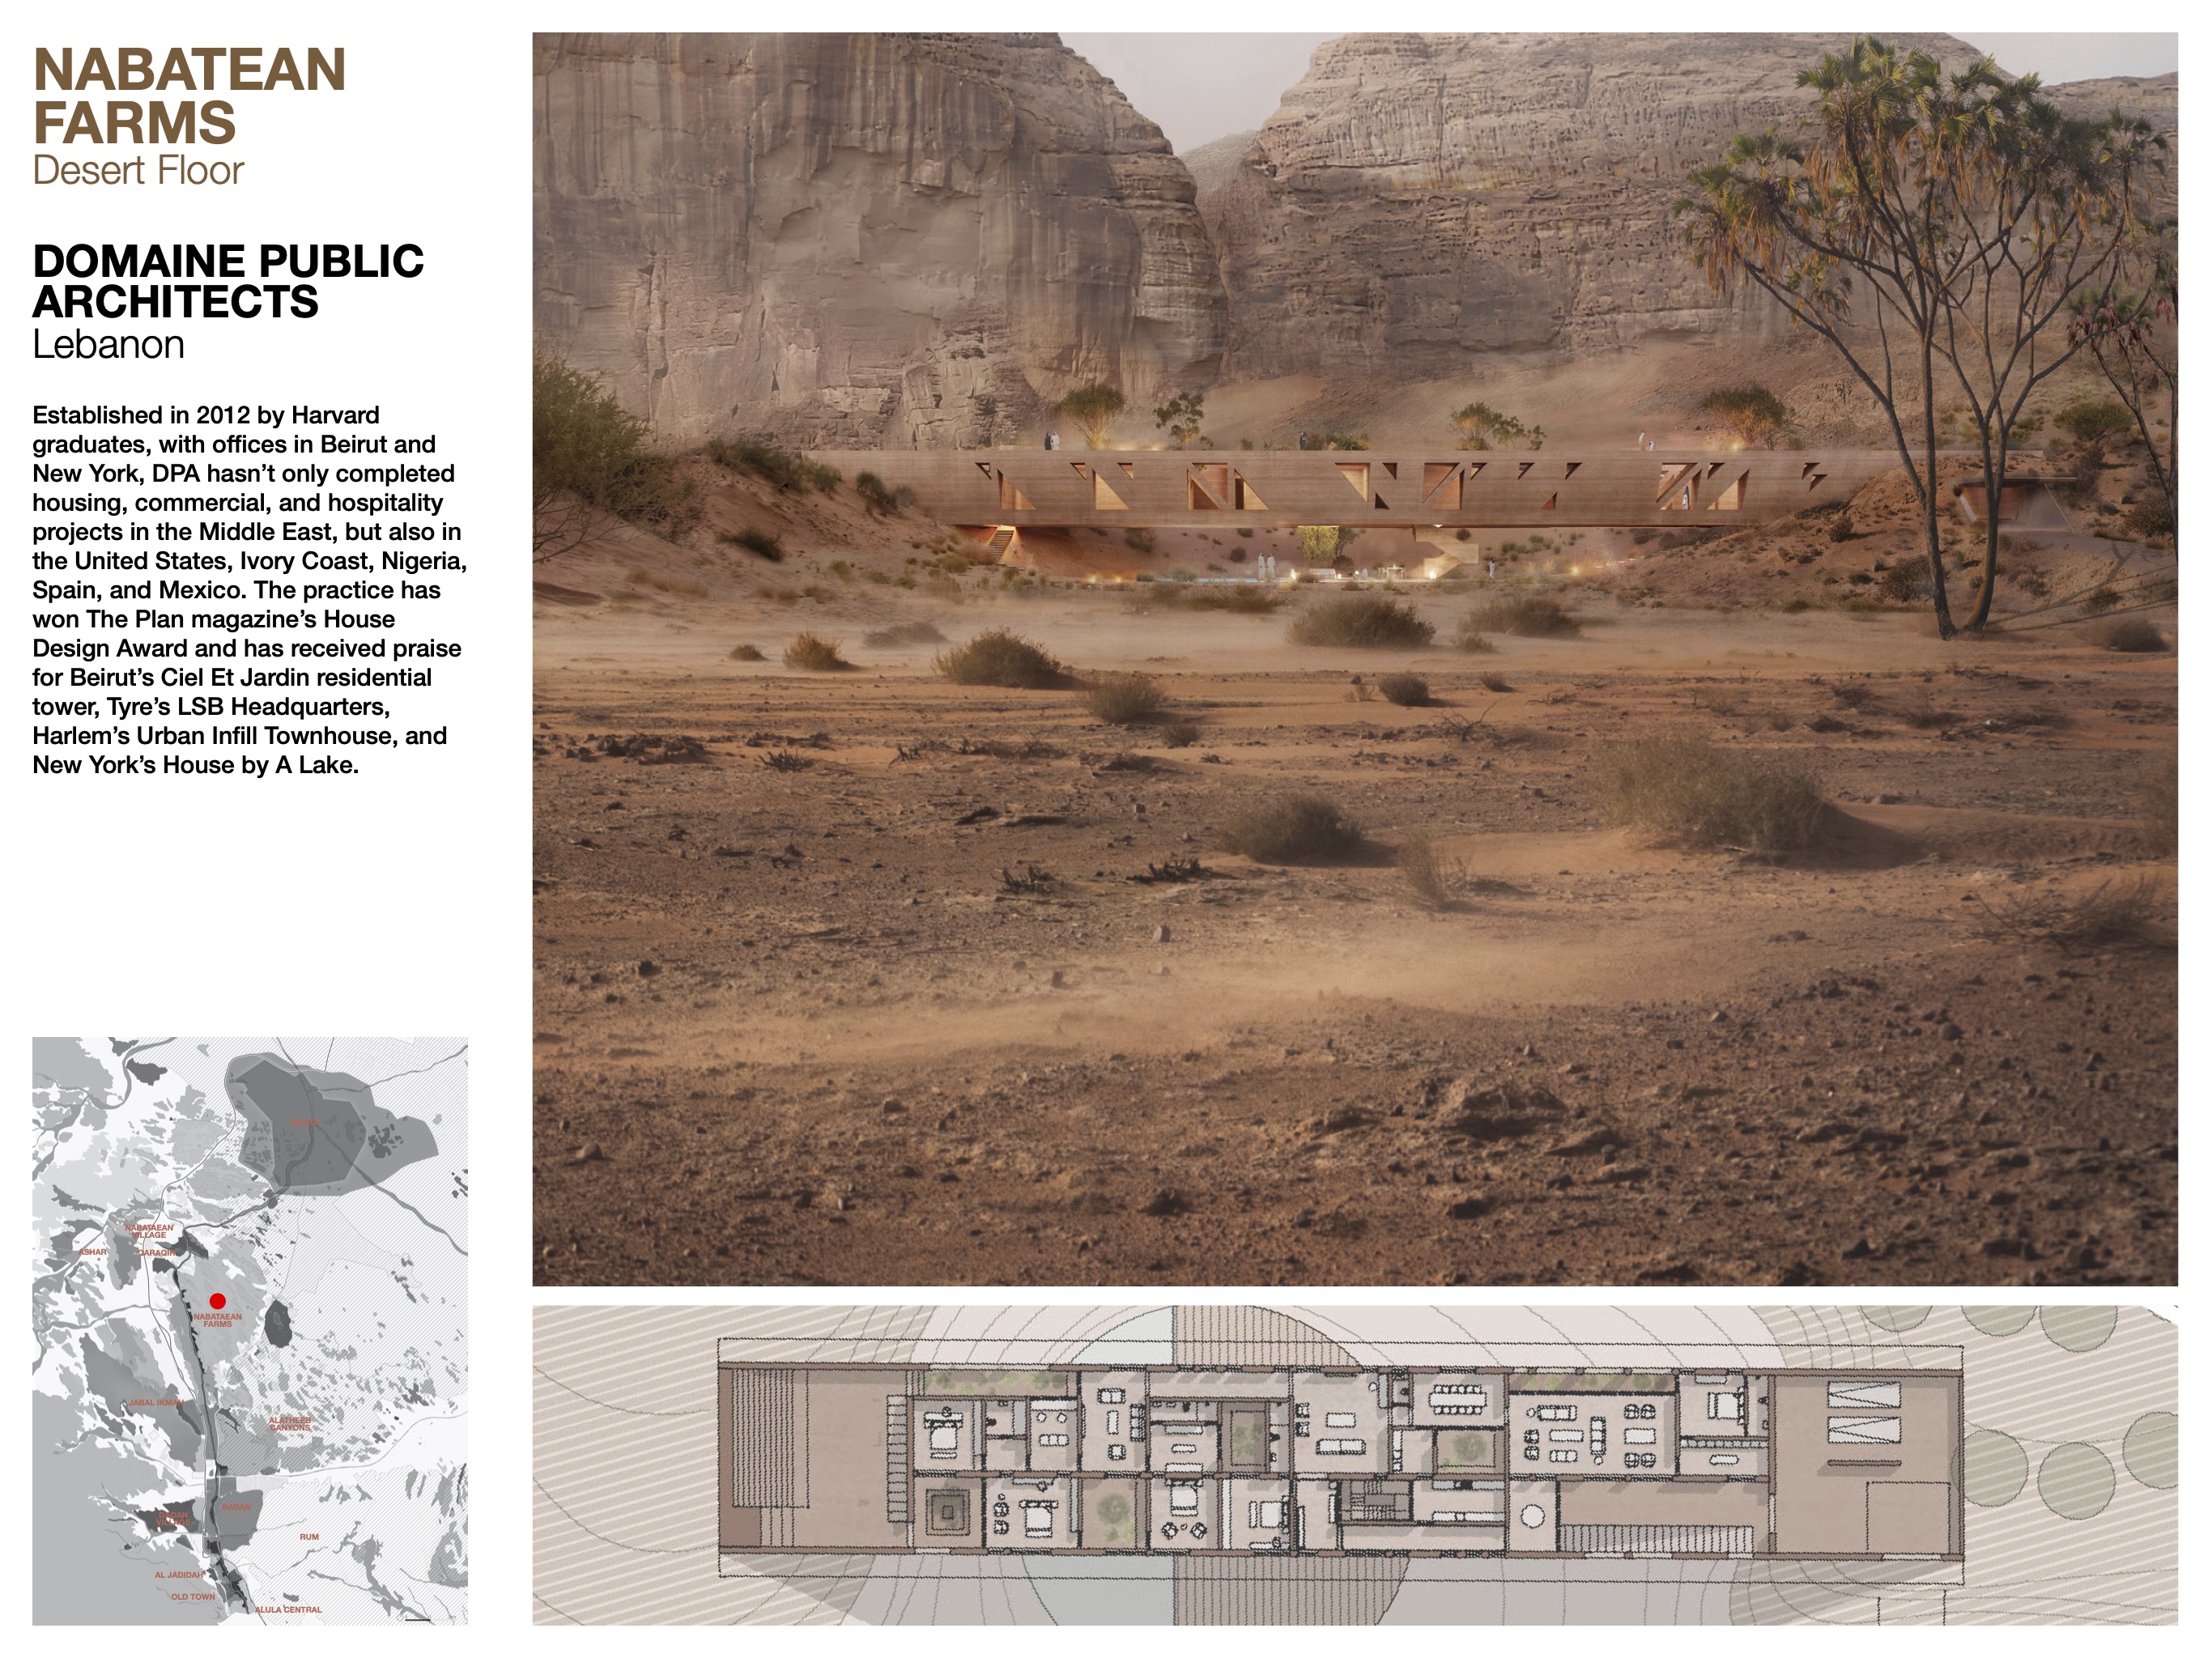 NABATEAN
FARMS
Desert Floor
DOMAINE PUBLIC
ARCHITECTS
Lebanon
Established in 2012 by Harvard
graduates, with offices in Beirut and
New York, DPA hasn’t only completed
housing, commercial, and hospitality
projects in the Middle East, but also in
the United States, Ivory Coast, Nigeria,
Spain, and Mexico. The practice has
won The Plan magazine’s House
Design Award and has received praise
for Beirut’s Ciel Et Jardin residential
tower, Tyre’s LSB Headquarters,
Harlem’s Urban Infill Townhouse, and
New York’s House by A Lake.
NABATAEAN
VILLAGE
ASHAR
QARAQIR
NABATAEAN
FARMS
JABAL IKMAH
ALATHEEB
CANYONS
DADAN
RUM
AL JADIDAH
OLD TOWN
ALULA CENTRAL